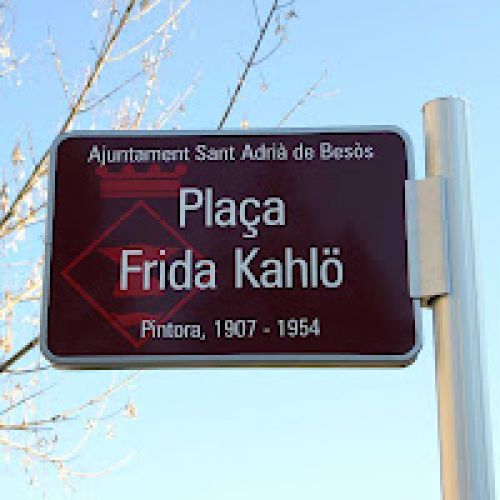 Ajuntament Sant Adrià de Besòs
Plaça
Frida Kahlö
Pintora, 1907 - 1954